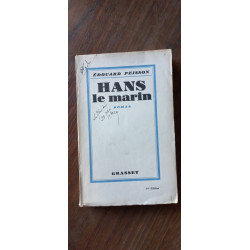 ÉDOUARD PEISSON
HANS
le marin
ROMAN
GRASSET